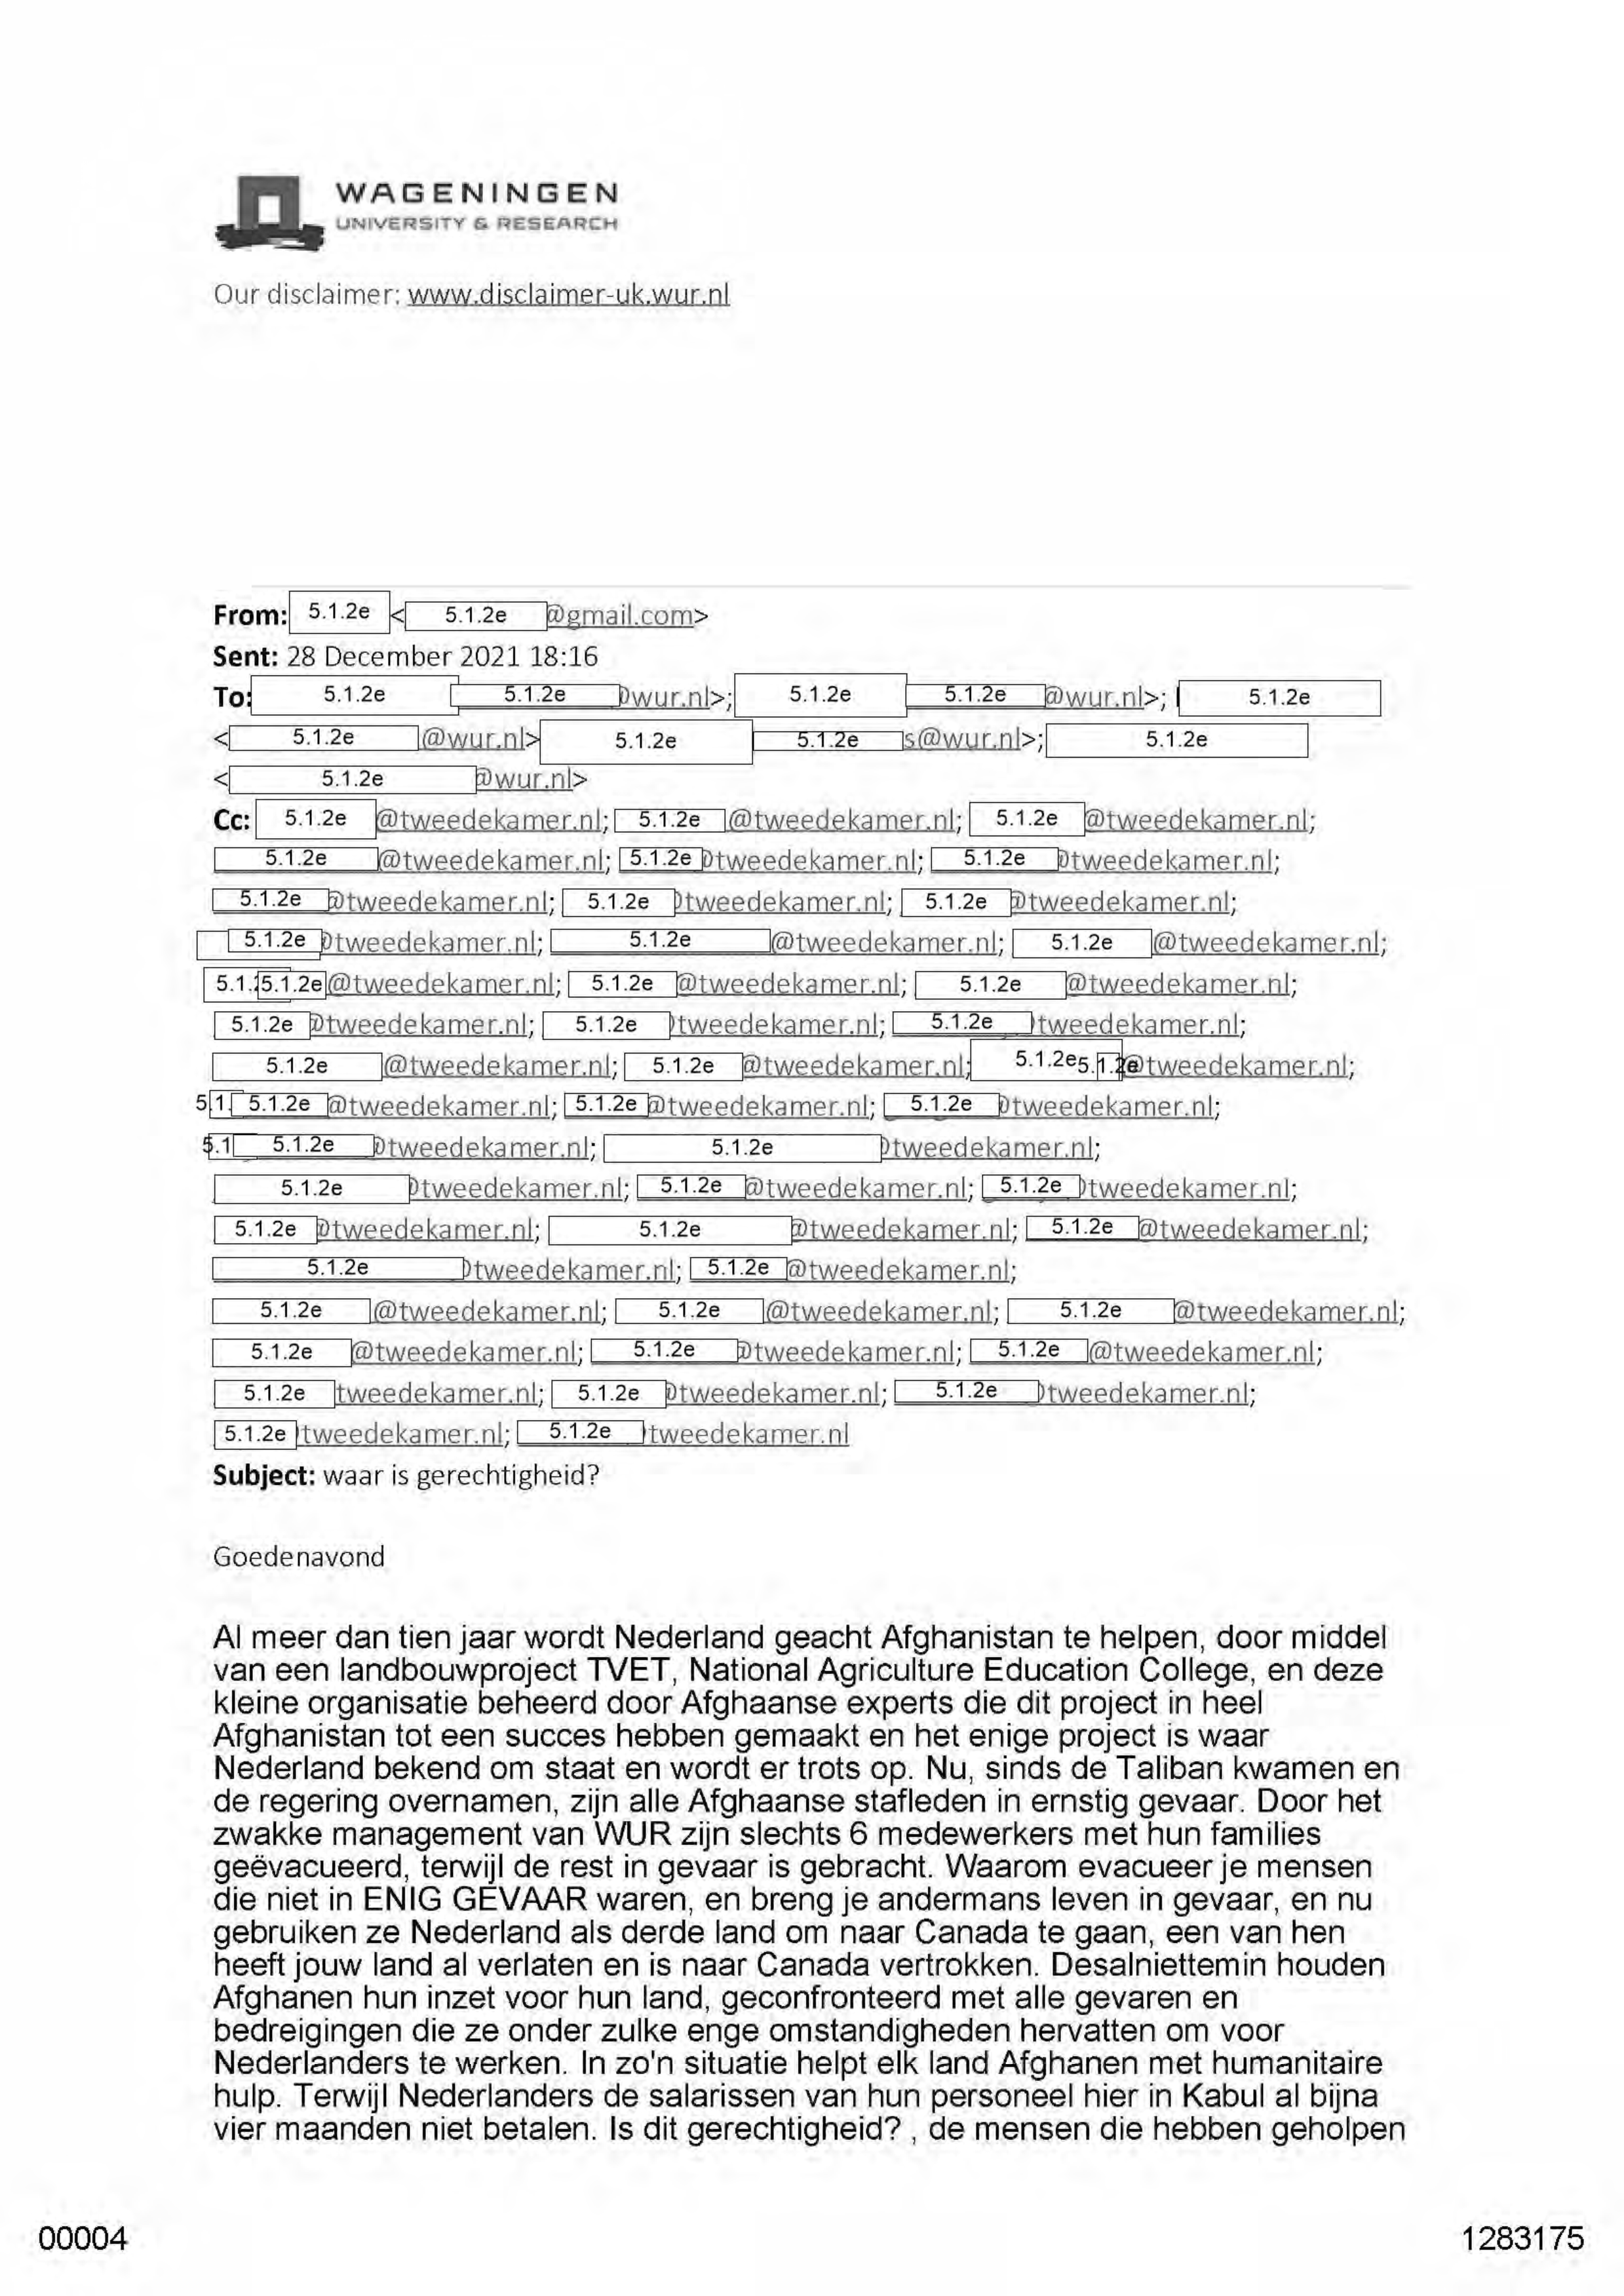 WAGENINGEN
UNIVERSITY & RESEARCH
Our disclaimer: www.disclaimer-uk.wur.nl
From: 5.1.2e < 5.1.2e @gmail.com>
Sent: 28 December 2021 18:16
To: 5.1.2e 5.1.2e @wur.nl>; 5.1.2e 5.1.2e @wur.nl>; 5.1.2e
< 5.1.2e @wur.nl> 5.1.2e 5.1.2e s@wur.nl>; 5.1.2e
< 5.1.2e @wur.nl>
Cc: 5.1.2e @tweedekamer.nl; 5.1.2e @tweedekamer.nl; 5.1.2e @tweedekamer.nl;
5.1.2e @tweedekamer.nl; 5.1.2e @tweedekamer.nl; 5.1.2e @tweedekamer.nl;
5.1.2e @tweedekamer.nl; 5.1.2e @tweedekamer.nl; 5.1.2e @tweedekamer.nl;
5.1.2e @tweedekamer.nl; 5.1.2e @tweedekamer.nl; 5.1.2e @tweedekamer.nl;
5.1. 5.1.2e @tweedekamer.nl; 5.1.2e @tweedekamer.nl; 5.1.2e @tweedekamer.nl;
5.1.2e @tweedekamer.nl; 5.1.2e tweedekamer.nl; 5.1.2e tweedekamer.nl;
5.1.2e @tweedekamer.nl; 5.1.2e @tweedekamer.nl; 5.1.2e 5.1.2e @tweedekamer.nl;
5.1. 5.1.2e @tweedekamer.nl; 5.1.2e @tweedekamer.nl; 5.1.2e @tweedekamer.nl;
5.1 5.1.2e @tweedekamer.nl; 5.1.2e @tweedekamer.nl;
5.1.2e @tweedekamer.nl; 5.1.2e @tweedekamer.nl; 5.1.2e @tweedekamer.nl;
5.1.2e @tweedekamer.nl; 5.1.2e @tweedekamer.nl; 5.1.2e @tweedekamer.nl;
5.1.2e @tweedekamer.nl; 5.1.2e @tweedekamer.nl;
5.1.2e @tweedekamer.nl; 5.1.2e @tweedekamer.nl; 5.1.2e @tweedekamer.nl;
5.1.2e @tweedekamer.nl; 5.1.2e @tweedekamer.nl; 5.1.2e @tweedekamer.nl;
5.1.2e tweedekamer.nl; 5.1.2e @tweedekamer.nl; 5.1.2e @tweedekamer.nl;
5.1.2e tweedekamer.nl; 5.1.2e tweedekamer.nl
Subject: waar is gerechtigheid?
Goedenavond
Al meer dan tien jaar wordt Nederland geacht Afghanistan te helpen, door middel
van een landbouwproject TVET, National Agriculture Education College, en deze
kleine organisatie beheerd door Afghaanse experts die dit project in heel
Afghanistan tot een succes hebben gemaakt en het enige project is waar
Nederland bekend om staat en wordt er trots op. Nu, sinds de Taliban kwamen en
de regering overnamen, zijn alle Afghaanse stafleden in ernstig gevaar. Door het
zwakke management van WUR zijn slechts 6 medewerkers met hun families
geëvacueerd, terwijl de rest in gevaar is gebracht. Waarom evacueer je mensen
die niet in ENIG GEVAAR waren, en breng je andermans leven in gevaar, en nu
gebruiken ze Nederland als derde land om naar Canada te gaan, een van hen
heeft jouw land al verlaten en is naar Canada vertrokken. Desalniettemin houden
Afghanen hun inzet voor hun land, geconfronteerd met alle gevaren en
bedreigingen die ze onder zulke enge omstandigheden hervatten om voor
Nederlanders te werken. In zo'n situatie helpt elk land Afghanen met humanitaire
hulp. Terwijl Nederlanders de salarissen van hun personeel hier in Kabul al bijna
vier maanden niet betalen. Is dit gerechtigheid? , de mensen die hebben geholpen
00004
1283175